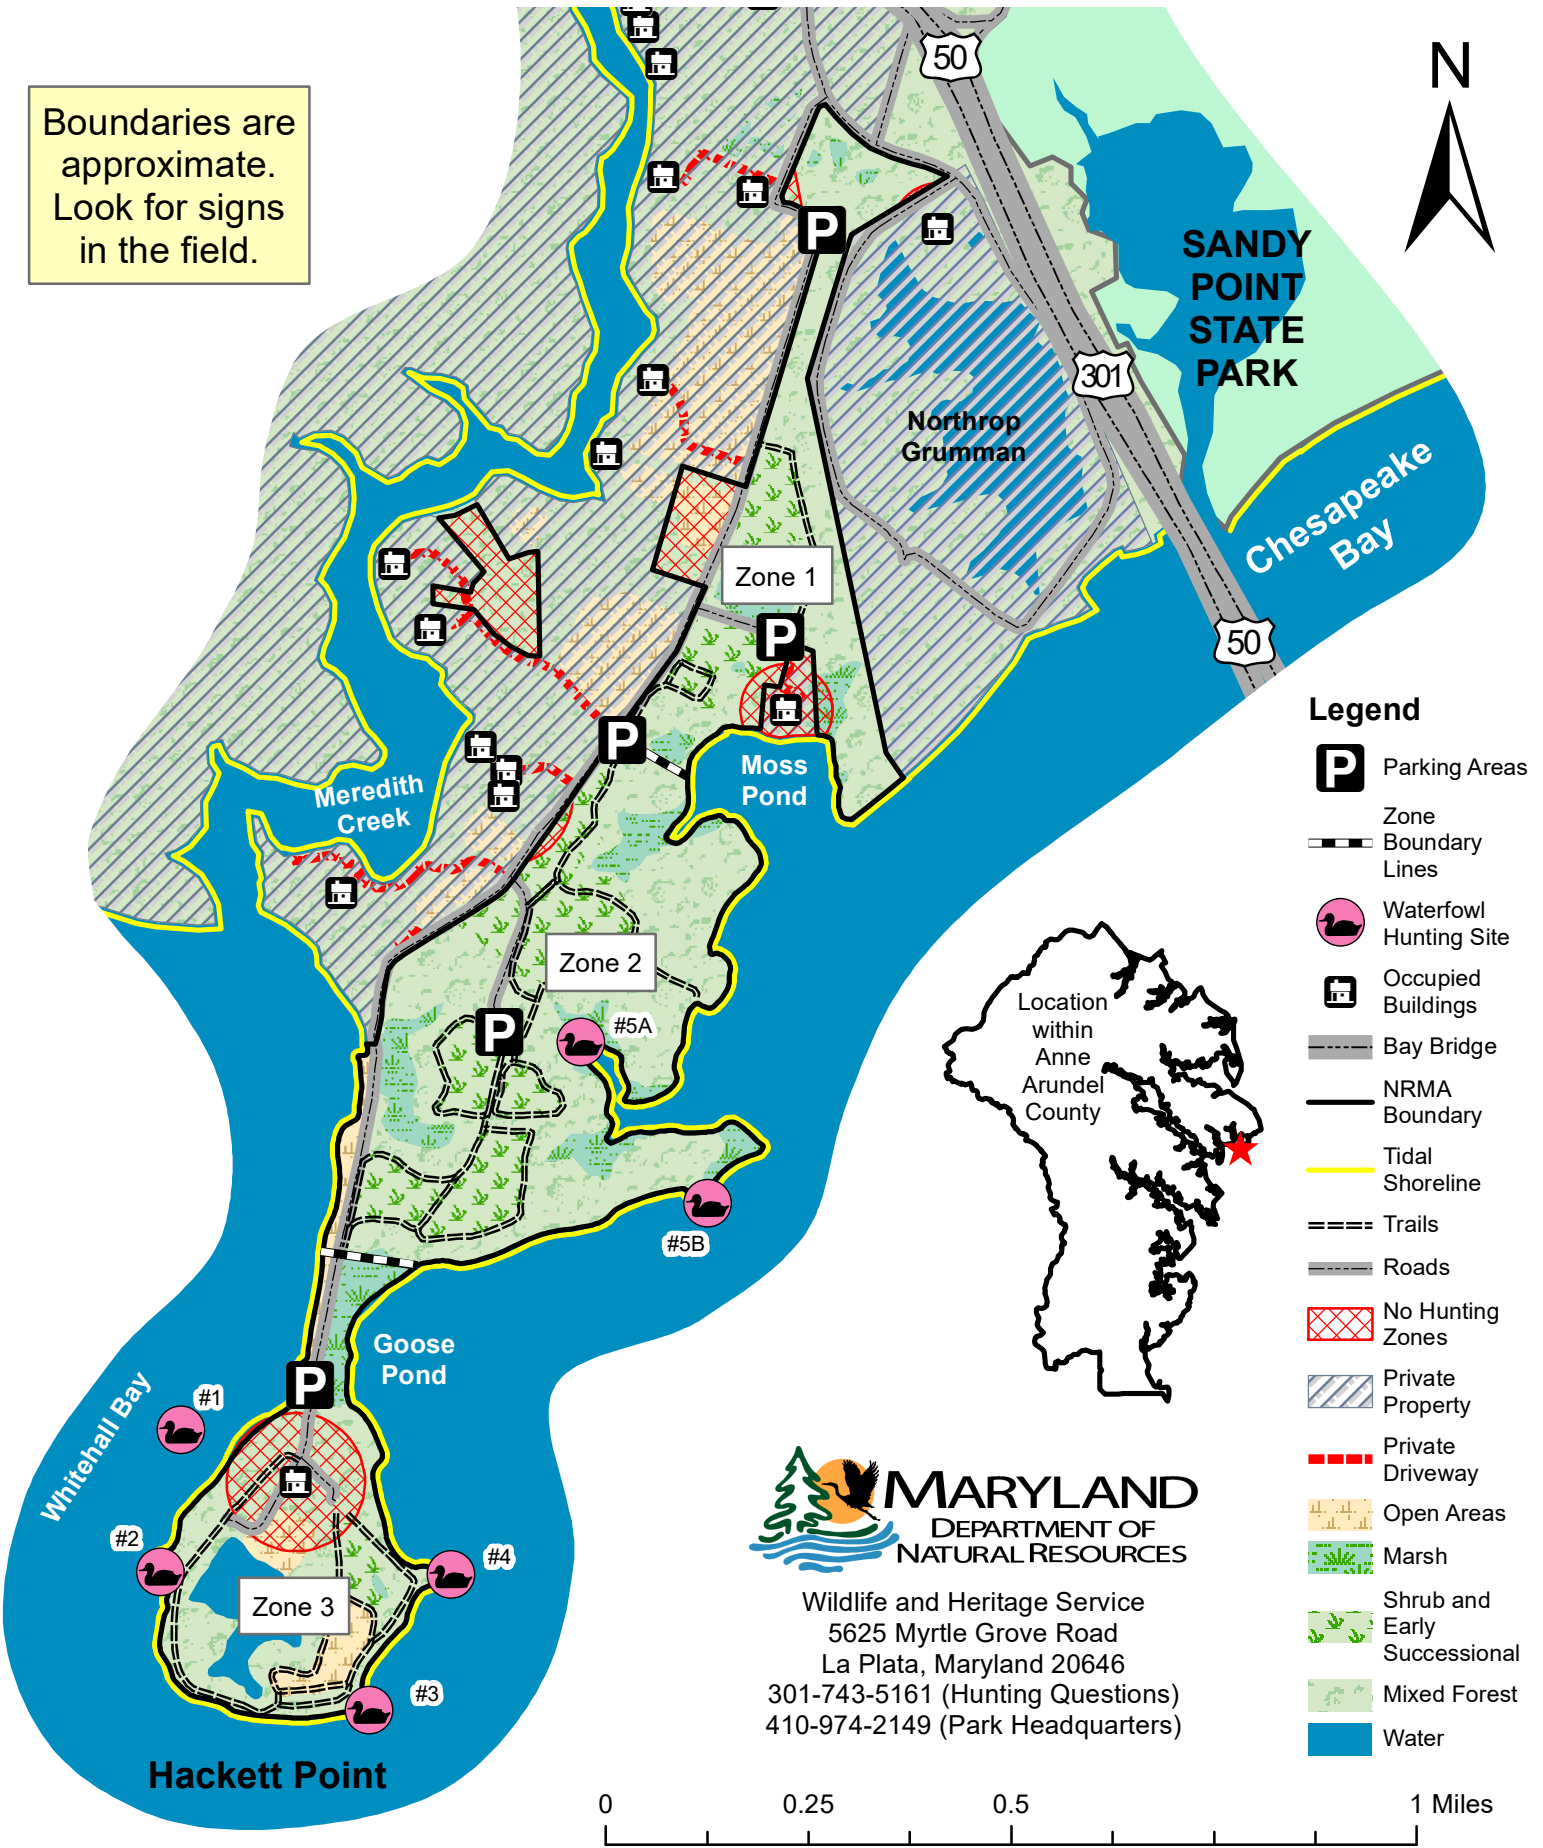 Boundaries are
approximate.
Look for signs
in the field.
N
50
SANDY
POINT
STATE
PARK
301
Northrop
Grumman
Chesapeake
Bay
50
P
Zone 1
P
P
Moss
Pond
Meredith
Creek
Zone 2
P
#5A
#5B
Goose
Pond
P
Whitehall Bay
#1
#2
#4
Zone 3
#3
Hackett Point
Location
within
Anne
Arundel
County
Legend
P Parking Areas
Zone
Boundary
Lines
Waterfowl
Hunting Site
Occupied
Buildings
Bay Bridge
NRMA
Boundary
Tidal
Shoreline
Trails
Roads
No Hunting
Zones
Private
Property
Private
Driveway
Open Areas
Marsh
Shrub and
Early
Successional
Mixed Forest
Water
MARYLAND
DEPARTMENT OF
NATURAL RESOURCES
Wildlife and Heritage Service
5625 Myrtle Grove Road
La Plata, Maryland 20646
301-743-5161 (Hunting Questions)
410-974-2149 (Park Headquarters)
0 0.25 0.5 1 Miles